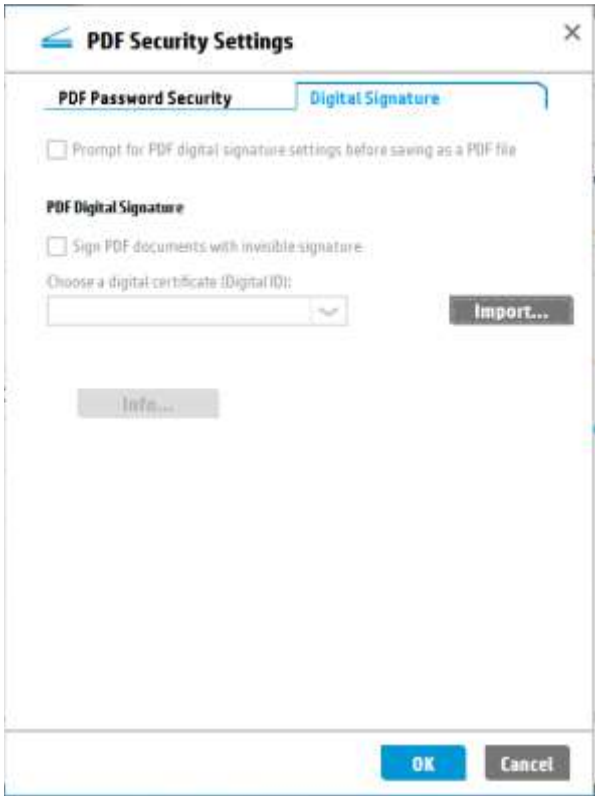 PDF Security Settings
PDF Password Security
Digital Signature
Prompt for PDF digital signature settings before saving as a PDF file
PDF Digital Signature
Sign PDF documents with invisible signature
Choose a digital certificate (Digital ID):
Import...
Info...
OK
Cancel